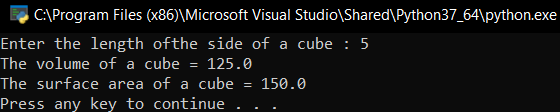 C:\Program Files (x86)\Microsoft Visual Studio\Shared\Python37_64\python.exe
Enter the length ofthe side of a cube : 5
The volume of a cube = 125.0
The surface area of a cube = 150.0
Press any key to continue . . .